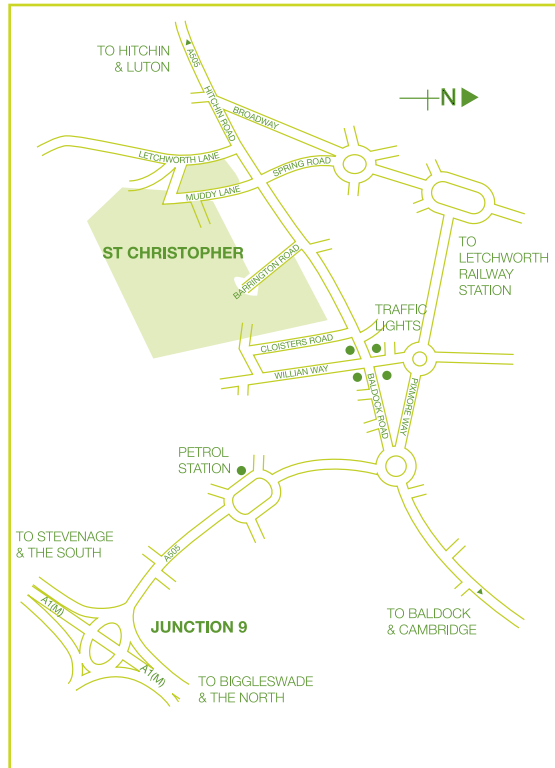 TO HITCHIN
& LUTON
A505
HITCHIN ROAD
BROADWAY
N
LETCHWORTH LANE
SPRING ROAD
MUDDY LANE
ST CHRISTOPHER
BARRINGTON ROAD
TO
LETCHWORTH
RAILWAY
STATION
TRAFFIC
LIGHTS
CLOISTERS ROAD
WILLIAN WAY
BALDOCK ROAD
PIXMORE WAY
PETROL
STATION
TO STEVENAGE
& THE SOUTH
A505
A1(M)
JUNCTION 9
TO BALDOCK
& CAMBRIDGE
A1(M)
TO BIGGLESWADE
& THE NORTH